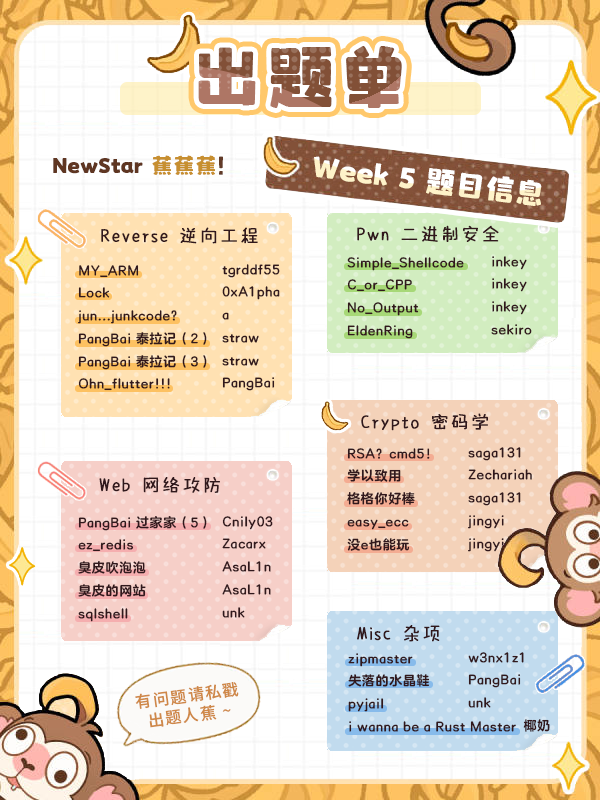 出题单
NewStar 蕉蕉蕉!
Week 5 题目信息
Reverse 逆向工程
MY_ARM tgrddf55
Lock 0xA1pha
jun...junkcode? a
PangBai 泰拉记(2) straw
PangBai 泰拉记(3) straw
Ohn_flutter!!! PangBai
Pwn 二进制安全
Simple_Shellcode inkey
C_or_CPP inkey
No_Output inkey
EldenRing sekiro
Crypto 密码学
RSA? cmd5! saga131
学以致用 Zechariah
格格你好棒 saga131
easy_ecc jingyi
没e也能玩 jingyi
Web 网络攻防
PangBai 过家家(5) Cnily03
ez_redis Zacarx
臭皮吹泡泡 AsaL1n
臭皮的网站 AsaL1n
sqlshell unk
Misc 杂项
zipmaster w3nx1z1
失落的水晶鞋 PangBai
pyjail unk
i wanna be a Rust Master 椰奶
有问题请私戳
出题人蕉 ~